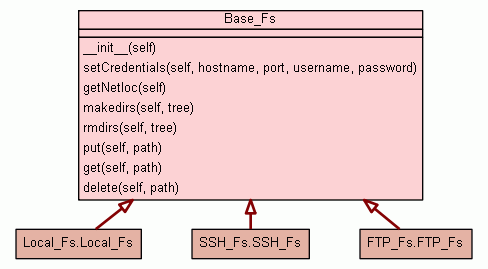 Base_Fs
__init__(self)
setCredentials(self, hostname, port, username, password)
getNetloc(self)
makedirs(self, tree)
rmdirs(self, tree)
put(self, path)
get(self, path)
delete(self, path)
Local_Fs.Local_Fs
SSH_Fs.SSH_Fs
FTP_Fs.FTP_Fs